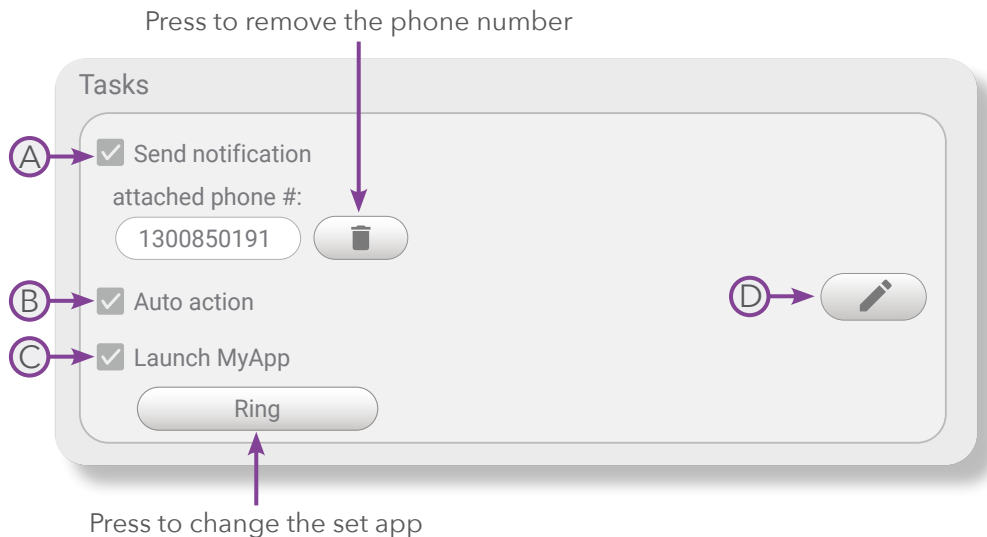 Press to remove the phone number
Tasks
A
Send notification
attached phone #:
1300850191
B
Auto action
D
C
Launch MyApp
Ring
Press to change the set app